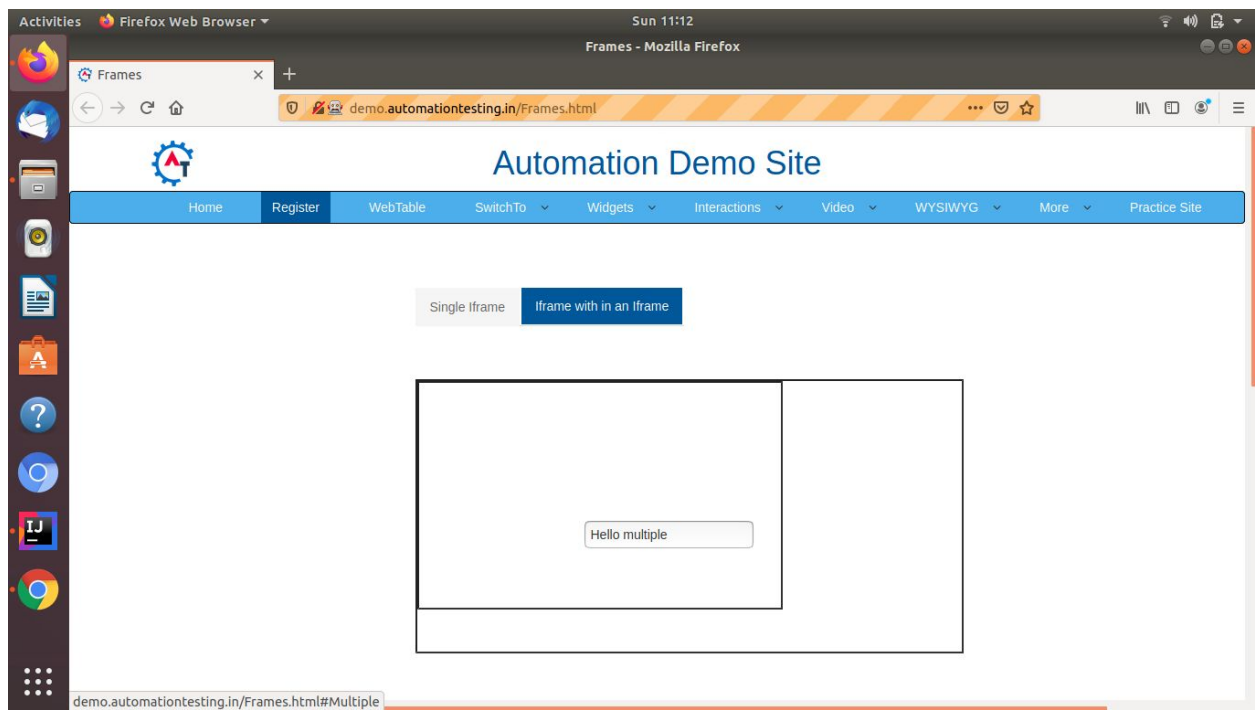 Activities Firefox Web Browser Sun 11:12
Frames - Mozilla Firefox
Frames
demo.automationtesting.in/Frames.html
AT Automation Demo Site
Home Register WebTable SwitchTo Widgets Interactions Video WYSIWYG More Practice Site
Single Iframe Iframe with in an Iframe
Hello multiple
A
?
IJ
demo.automationtesting.in/Frames.html#Multiple